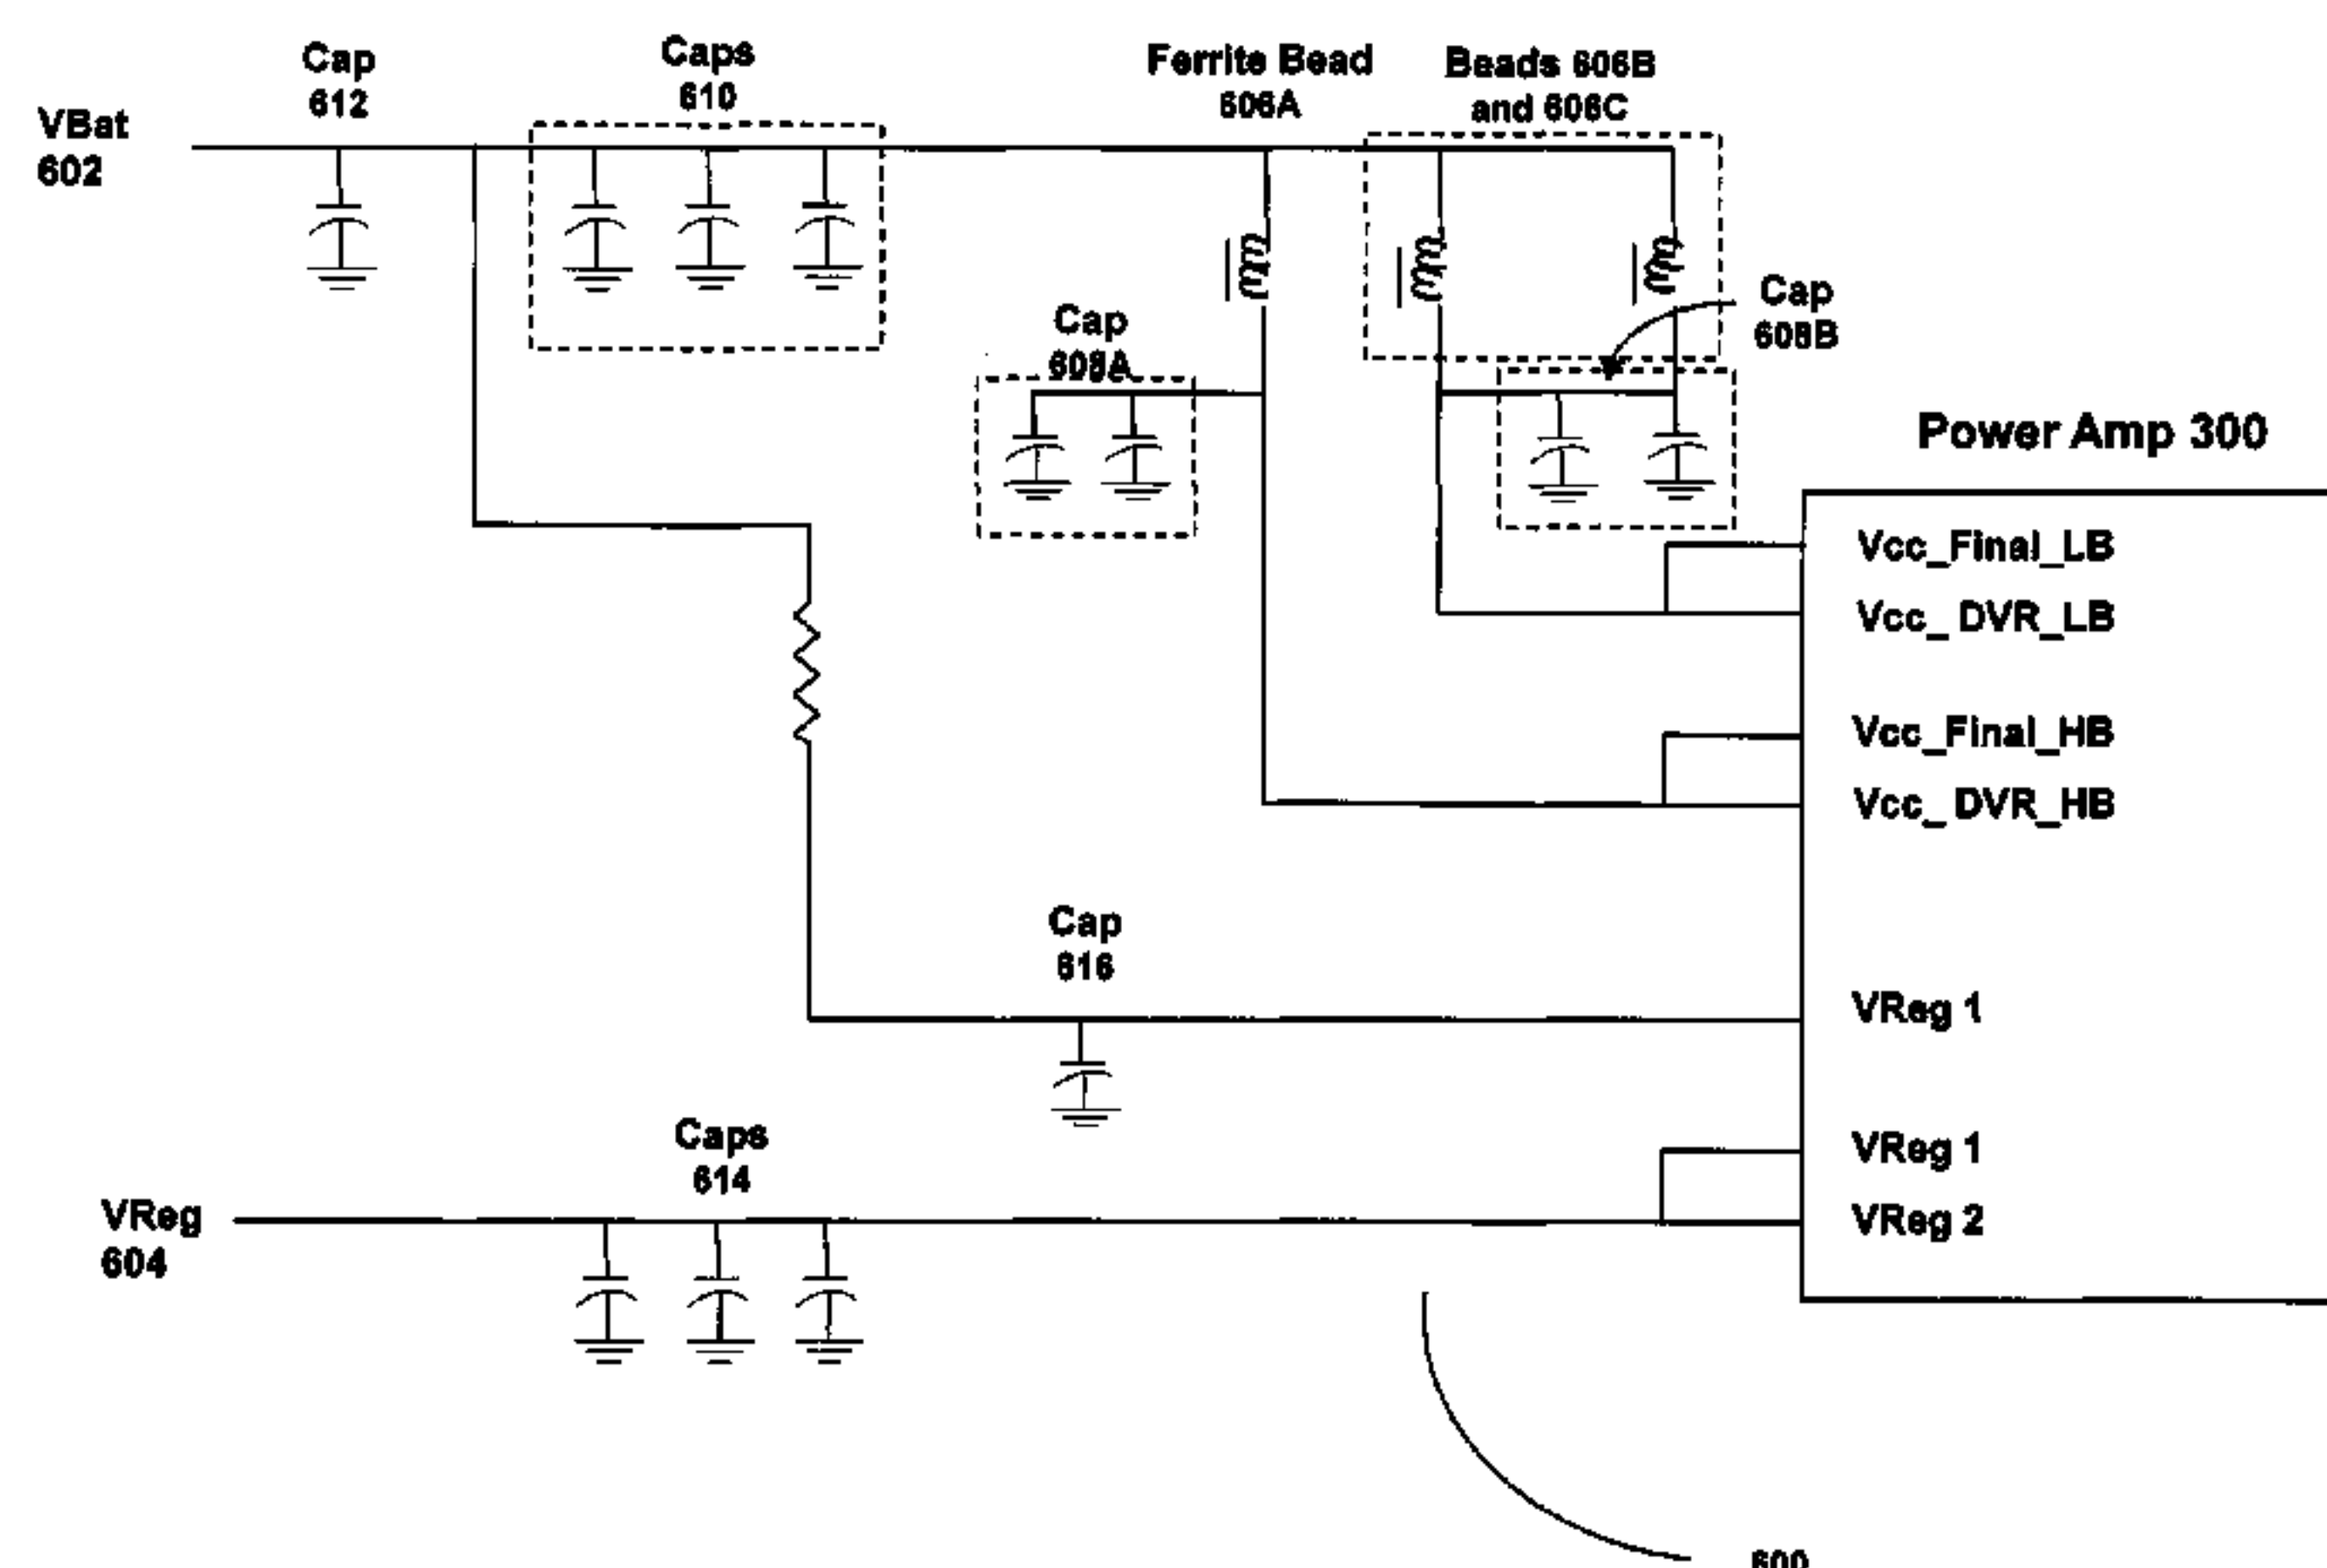 Cap
612
Caps
610
Ferrite Bead
606A
Beads 606B
and 606C
VBat
602
Cap
608A
Cap
608B
Power Amp 300
Vcc_Final_LB
Vcc_ DVR_LB
Vcc_Final_HB
Vcc_ DVR_HB
Cap
616
VReg 1
Caps
614
VReg 1
VReg
604
VReg 2
600